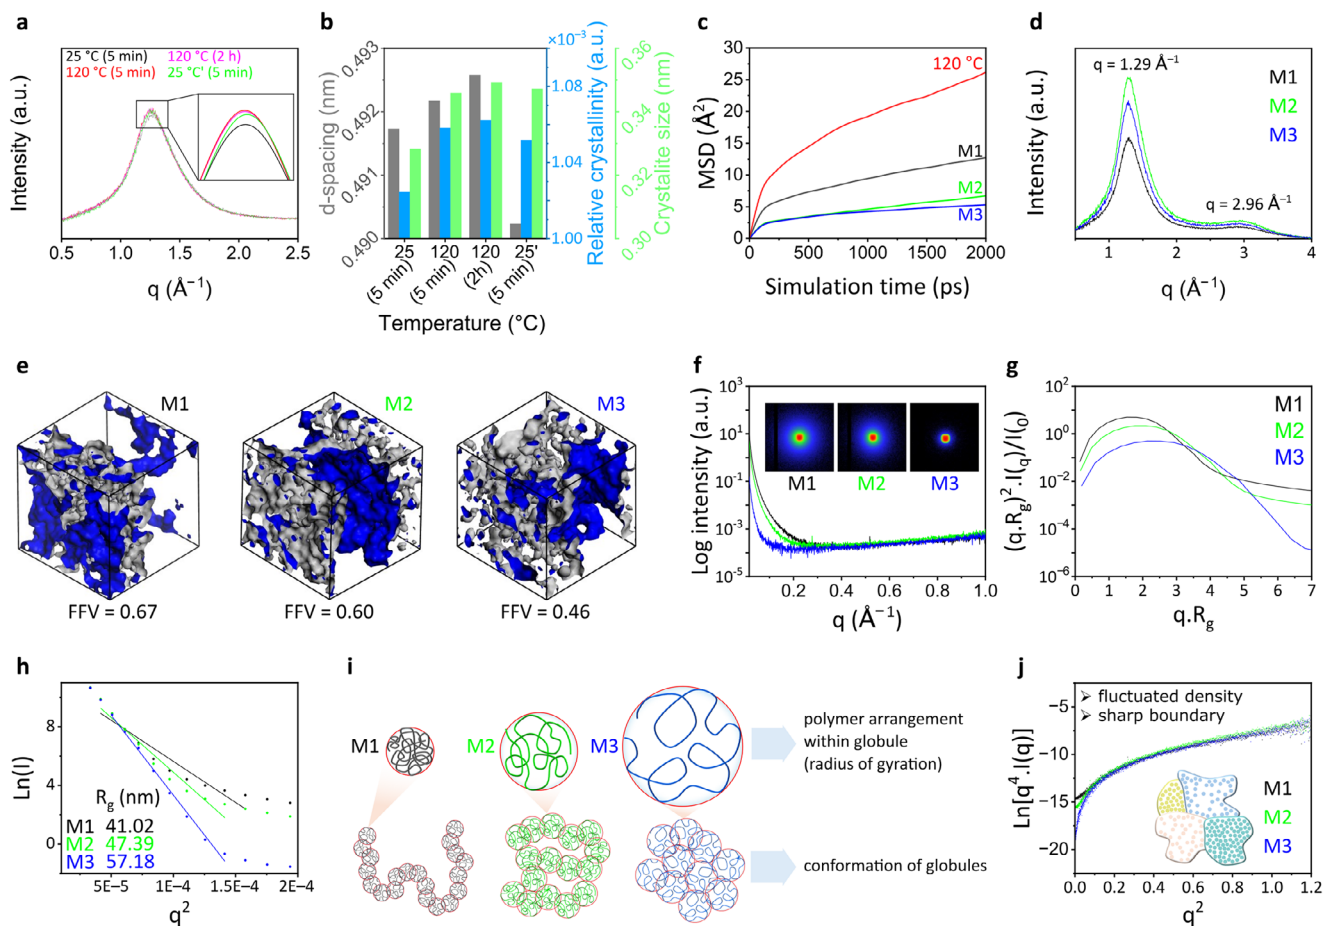 a
25 °C (5 min)
120 °C (2 h)
120 °C (5 min)
25 °C' (5 min)
Intensity (a.u.)
0.5
1.0
1.5
2.0
2.5
q (Å⁻¹)
b
d-spacing (nm)
0.493
0.492
0.491
0.490
×10⁻³
1.08
1.04
1.00
Relative crystallinity (a.u.)
0.36
0.34
0.32
0.30
Crystallite size (nm)
25
(5 min)
120
(5 min)
120
(2h)
25'
(5 min)
Temperature (°C)
c
MSD (Å²)
30
25
20
15
10
5
0
120 °C
M1
M2
M3
0
500
1000
1500
2000
Simulation time (ps)
d
Intensity (a.u.)
q = 1.29 Å⁻¹
M1
M2
M3
q = 2.96 Å⁻¹
1
2
3
4
q (Å⁻¹)
e
M1
M2
M3
FFV = 0.67
FFV = 0.60
FFV = 0.46
f
Log intensity (a.u.)
10³
10¹
10⁻¹
10⁻³
10⁻⁵
M1
M2
M3
0.2
0.4
0.6
0.8
1.0
q (Å⁻¹)
g
(q.Rg)².I(q)/I(0)
10²
10⁰
10⁻²
10⁻⁴
10⁻⁶
M1
M2
M3
0
1
2
3
4
5
6
7
q.Rg
h
Ln(I)
8
4
0
Rg (nm)
M1 41.02
M2 47.39
M3 57.18
5E-5
1E-4
1.5E-4
2E-4
q²
i
M1
M2
M3
polymer arrangement
within globule
(radius of gyration)
conformation of globules
j
Ln[q⁴.I(q)]
−5
−10
−15
−20
➢ fluctuated density
➢ sharp boundary
M1
M2
M3
0.0
0.2
0.4
0.6
0.8
1.0
1.2
q²